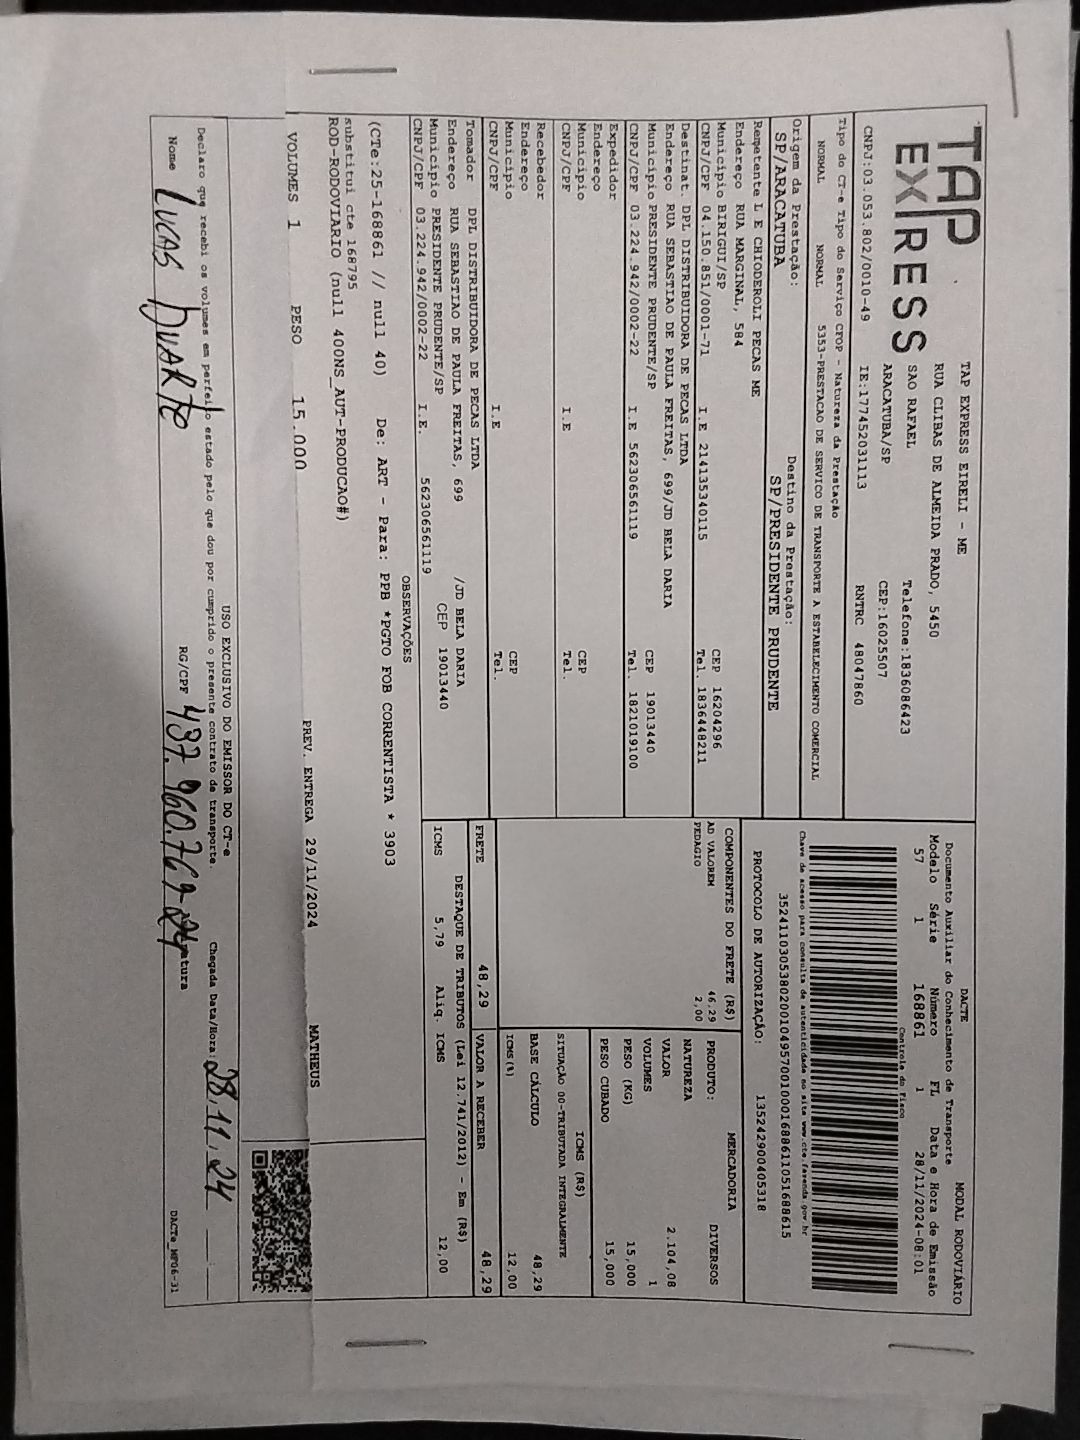 TAP
EXPRESS
TAP EXPRESS EIRELI - ME
RUA CLIBAS DE ALMEIDA PRADO, 5450
SAO RAFAEL
Telefone:1836086423
ARACATUBA/SP
CEP:16025507
CNPJ:03.053.802/0010-49
IE:177452031113
RNTRC 48047860
DACTE
MODAL RODOVIÁRIO
Documento Auxiliar do Conhecimento de Transporte
Modelo Série Número FL Data e Hora de Emissão
57 1 168861 1 28/11/2024-08:01
Controle do Fisco
Chave de acesso para consulta de autenticidade no site www.cte.fazenda.gov.br
35241103053802001049570010001688611051688615
PROTOCOLO DE AUTORIZAÇÃO: 135242900405318
Tipo do CT-e Tipo do Serviço CFOP - Natureza da Prestação
NORMAL NORMAL 5353-PRESTACAO DE SERVICO DE TRANSPORTE A ESTABELECIMENTO COMERCIAL
Origem da Prestação: Destino da Prestação:
SP/ARACATUBA SP/PRESIDENTE PRUDENTE
Remetente L E CHIODEROLI PECAS ME
Endereço RUA MARGINAL, 584
Município BIRIGUI/SP CEP 16204296
CNPJ/CPF 04.150.851/0001-71 I.E 214135340115 Tel. 1836448211
Destinat. DPL DISTRIBUIDORA DE PECAS LTDA
Endereço RUA SEBASTIAO DE PAULA FREITAS, 699/JD BELA DARIA
Município PRESIDENTE PRUDENTE/SP CEP 19013440
CNPJ/CPF 03.224.942/0002-22 I.E 562306561119 Tel. 1821019100
Expedidor
Endereço
Município CEP
CNPJ/CPF I.E Tel.
Recebedor
Endereço
Município CEP
CNPJ/CPF I.E Tel.
Tomador DPL DISTRIBUIDORA DE PECAS LTDA
Endereço RUA SEBASTIAO DE PAULA FREITAS, 699 /JD BELA DARIA
Município PRESIDENTE PRUDENTE/SP CEP 19013440
CNPJ/CPF 03.224.942/0002-22 I.E. 562306561119
COMPONENTES DO FRETE (R$)
AD VALOREM 46,29
PEDAGIO 2,00
MERCADORIA
PRODUTO: DIVERSOS
NATUREZA
VALOR 2.104,08
VOLUMES 1
PESO (KG) 15,000
PESO CUBADO 15,000
ICMS (R$)
SITUAÇÃO 00-TRIBUTADA INTEGRALMENTE
BASE CÁLCULO 48,29
ICMS (%) 12,00
FRETE 48,29 VALOR A RECEBER 48,29
DESTAQUE DE TRIBUTOS (Lei 12.741/2012) - Em (R$)
ICMS 5,79 Aliq. ICMS 12,00
OBSERVAÇÕES
(CTe:25-168861 // null 40) De: ART - Para: PPB *PGTO FOB CORRENTISTA * 3903
substitui cte 168795
ROD-RODOVIARIO (null 400NS_AUT-PRODUCAO#)
PREV. ENTREGA 29/11/2024 MATHEUS
VOLUMES 1 PESO 15.000
USO EXCLUSIVO DO EMISSOR DO CT-e
Declaro que recebi os volumes em perfeito estado pelo que dou por cumprido o presente contrato de transporte.
Chegada Data/Hora: 28.11.24
Nome LUCAS DUARTE RG/CPF 437.960.769
DACTe_MP06-31